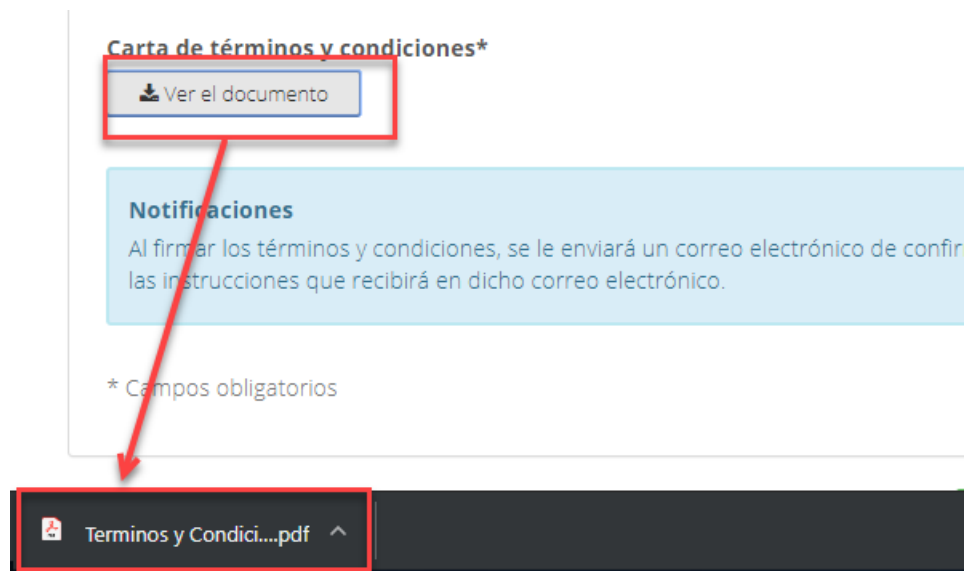 Carta de términos y condiciones*
Ver el documento
Notificaciones
Al firmar los términos y condiciones, se le enviará un correo electrónico de confir
las instrucciones que recibirá en dicho correo electrónico.
* Campos obligatorios
Terminos y Condici....pdf